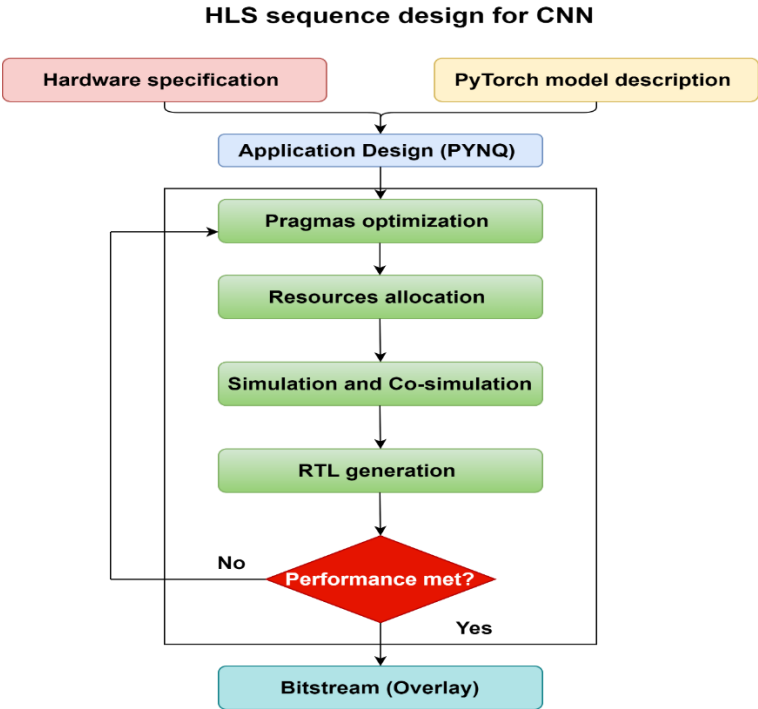 HLS sequence design for CNN
Hardware specification
PyTorch model description
Application Design (PYNQ)
Pragmas optimization
Resources allocation
Simulation and Co-simulation
RTL generation
No
Performance met?
Yes
Bitstream (Overlay)